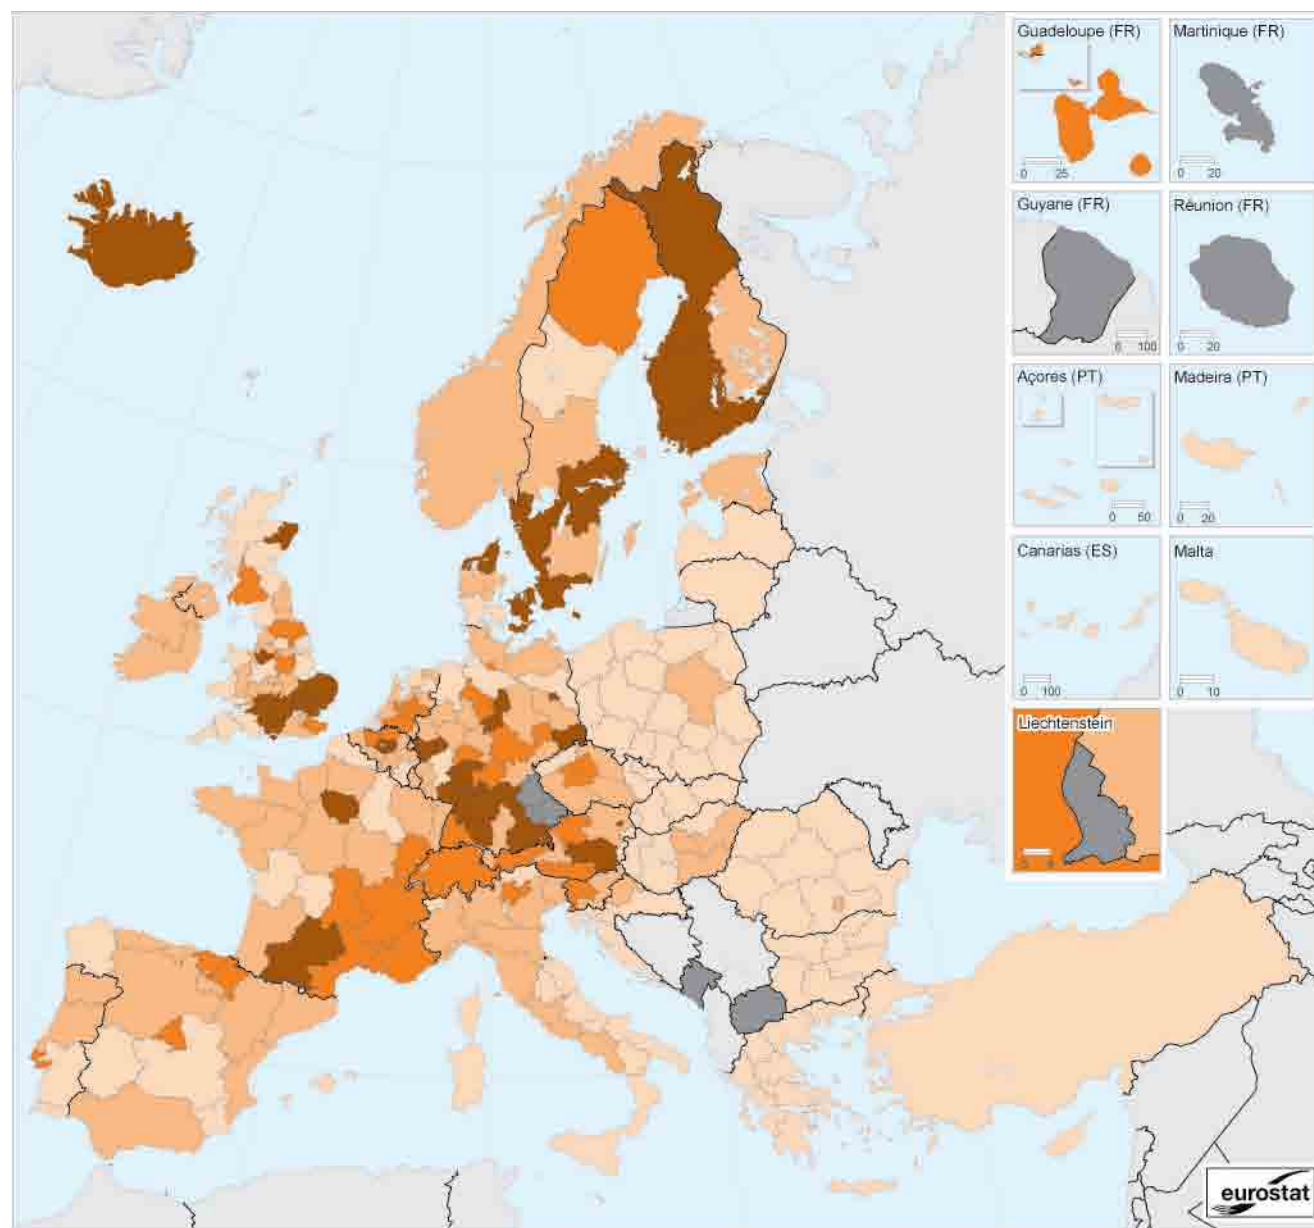 Guadeloupe (FR)
0 25
Martinique (FR)
0 20
Guyane (FR)
0 100
Réunion (FR)
0 20
Açores (PT)
0 50
Madeira (PT)
0 20
Canarias (ES)
0 100
Malta
0 10
Liechtenstein
eurostat